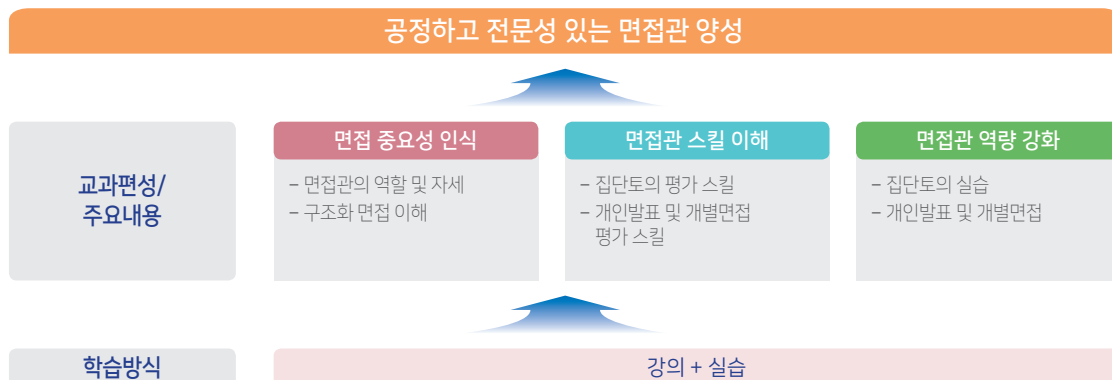 공정하고 전문성 있는 면접관 양성
교과편성/
주요내용
면접 중요성 인식
– 면접관의 역할 및 자세
– 구조화 면접 이해
면접관 스킬 이해
– 집단토의 평가 스킬
– 개인발표 및 개별면접
평가 스킬
면접관 역량 강화
– 집단토의 실습
– 개인발표 및 개별면접
학습방식
강의 + 실습